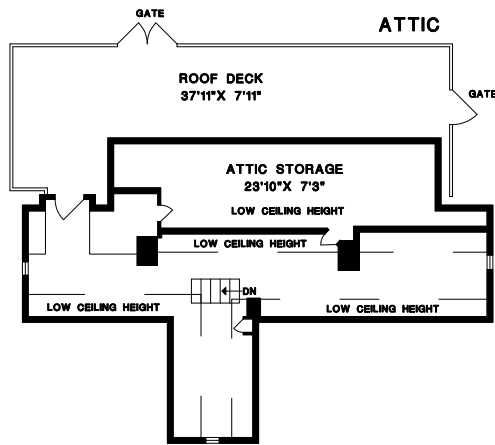 GATE
ATTIC
ROOF DECK
37'11"X 7'11"
GATE
ATTIC STORAGE
23'10"X 7'3"
LOW CEILING HEIGHT
LOW CEILING HEIGHT
DN
LOW CEILING HEIGHT
LOW CEILING HEIGHT